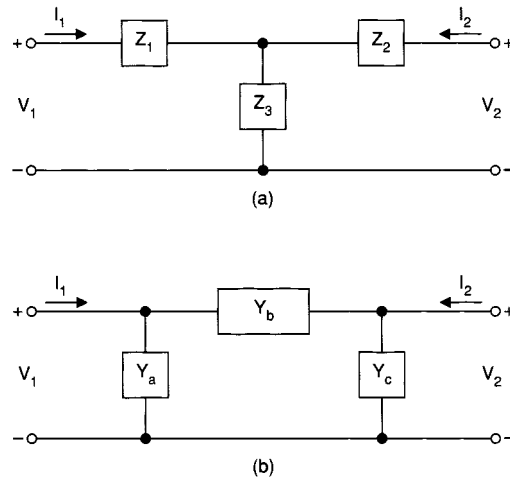 I1 I2
+ Z1 Z2 +
Z3
V1 V2
− −
(a)
I1 I2
+ Yb +
V1 Ya Yc V2
− −
(b)